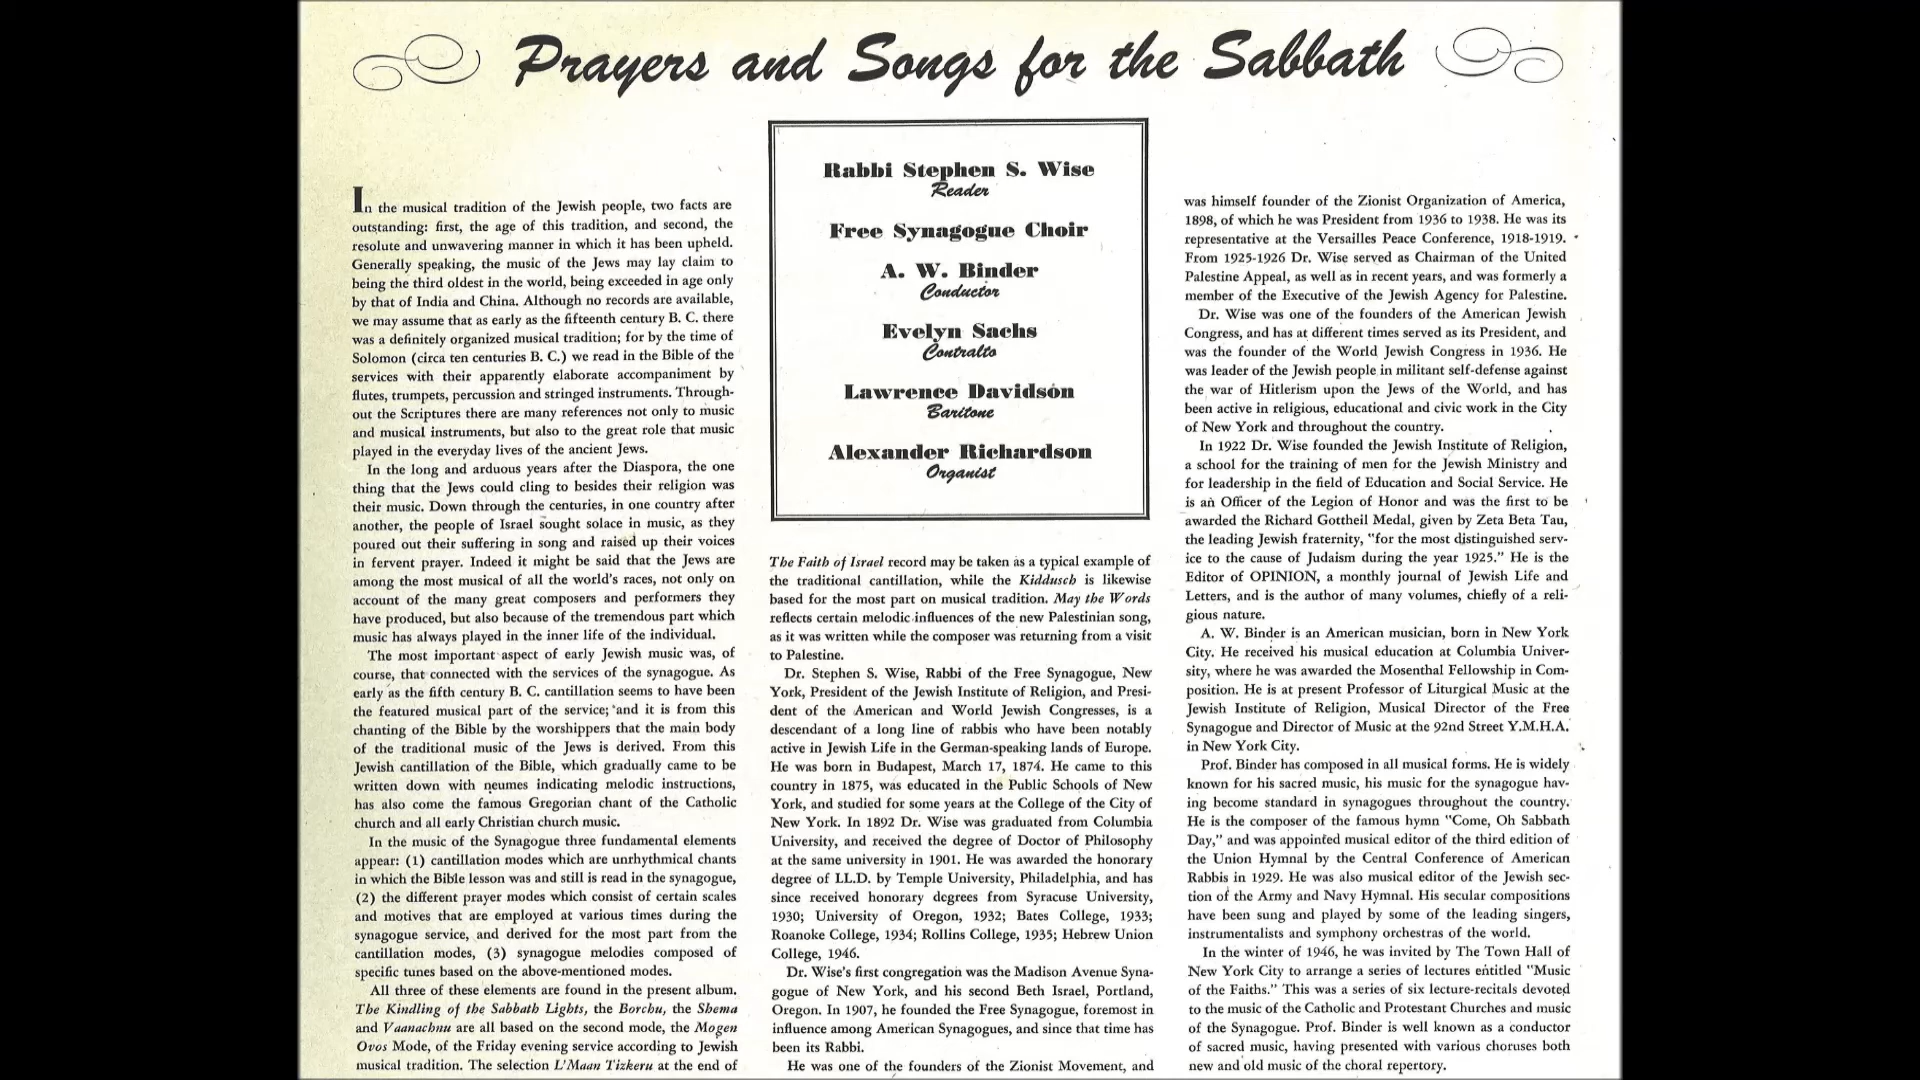 Prayers and Songs for the Sabbath
In the musical tradition of the Jewish people, two facts are
outstanding: first, the age of this tradition, and second, the
resolute and unwavering manner in which it has been upheld.
Generally speaking, the music of the Jews may lay claim to
being the third oldest in the world, being exceeded in age only
by that of India and China. Although no records are available,
we may assume that as early as the fifteenth century B. C. there
was a definitely organized musical tradition; for by the time of
Solomon (circa ten centuries B. C.) we read in the Bible of the
services with their apparently elaborate accompaniment by
flutes, trumpets, percussion and stringed instruments. Through-
out the Scriptures there are many references not only to music
and musical instruments, but also to the great role that music
played in the everyday lives of the ancient Jews.
In the long and arduous years after the Diaspora, the one
thing that the Jews could cling to besides their religion was
their music. Down through the centuries, in one country after
another, the people of Israel sought solace in music, as they
poured out their suffering in song and raised up their voices
in fervent prayer. Indeed it might be said that the Jews are
among the most musical of all the world's races, not only on
account of the many great composers and performers they
have produced, but also because of the tremendous part which
music has always played in the inner life of the individual.
The most important aspect of early Jewish music was, of
course, that connected with the services of the synagogue. As
early as the fifth century B. C. cantillation seems to have been
the featured musical part of the service; and it is from this
chanting of the Bible by the worshippers that the main body
of the traditional music of the Jews is derived. From this
Jewish cantillation of the Bible, which gradually came to be
written down with neumes indicating melodic instructions,
has also come the famous Gregorian chant of the Catholic
church and all early Christian church music.
In the music of the Synagogue three fundamental elements
appear: (1) cantillation modes which are unrhythmical chants
in which the Bible lesson was and still is read in the synagogue,
(2) the different prayer modes which consist of certain scales
and motives that are employed at various times during the
synagogue service, and derived for the most part from the
cantillation modes, (3) synagogue melodies composed of
specific tunes based on the above-mentioned modes.
All three of these elements are found in the present album.
The Kindling of the Sabbath Lights, the Borchu, the Shema
and Vaanachnu are all based on the second mode, the Mogen
Ovos Mode, of the Friday evening service according to Jewish
musical tradition. The selection L'Maan Tizkeru at the end of
Rabbi Stephen S. Wise
Reader
Free Synagogue Choir
A. W. Binder
Conductor
Evelyn Sachs
Contralto
Lawrence Davidson
Baritone
Alexander Richardson
Organist
The Faith of Israel record may be taken as a typical example of
the traditional cantillation, while the Kiddusch is likewise
based for the most part on musical tradition. May the Words
reflects certain melodic influences of the new Palestinian song,
as it was written while the composer was returning from a visit
to Palestine.
Dr. Stephen S. Wise, Rabbi of the Free Synagogue, New
York, President of the Jewish Institute of Religion, and Presi-
dent of the American and World Jewish Congresses, is a
descendant of a long line of rabbis who have been notably
active in Jewish Life in the German-speaking lands of Europe.
He was born in Budapest, March 17, 1874. He came to this
country in 1875, was educated in the Public Schools of New
York, and studied for some years at the College of the City of
New York. In 1892 Dr. Wise was graduated from Columbia
University, and received the degree of Doctor of Philosophy
at the same university in 1901. He was awarded the honorary
degree of LL.D. by Temple University, Philadelphia, and has
since received honorary degrees from Syracuse University,
1930; University of Oregon, 1932; Bates College, 1933;
Roanoke College, 1934; Rollins College, 1935; Hebrew Union
College, 1946.
Dr. Wise's first congregation was the Madison Avenue Syna-
gogue of New York, and his second Beth Israel, Portland,
Oregon. In 1907, he founded the Free Synagogue, foremost in
influence among American Synagogues, and since that time has
been its Rabbi.
He was one of the founders of the Zionist Movement, and
was himself founder of the Zionist Organization of America,
1898, of which he was President from 1936 to 1938. He was its
representative at the Versailles Peace Conference, 1918-1919.
From 1925-1926 Dr. Wise served as Chairman of the United
Palestine Appeal, as well as in recent years, and was formerly a
member of the Executive of the Jewish Agency for Palestine.
Dr. Wise was one of the founders of the American Jewish
Congress, and has at different times served as its President, and
was the founder of the World Jewish Congress in 1936. He
was leader of the Jewish people in militant self-defense against
the war of Hitlerism upon the Jews of the World, and has
been active in religious, educational and civic work in the City
of New York and throughout the country.
In 1922 Dr. Wise founded the Jewish Institute of Religion,
a school for the training of men for the Jewish Ministry and
for leadership in the field of Education and Social Service. He
is an Officer of the Legion of Honor and was the first to be
awarded the Richard Gottheil Medal, given by Zeta Beta Tau,
the leading Jewish fraternity, "for the most distinguished serv-
ice to the cause of Judaism during the year 1925." He is the
Editor of OPINION, a monthly journal of Jewish Life and
Letters, and is the author of many volumes, chiefly of a reli-
gious nature.
A. W. Binder is an American musician, born in New York
City. He received his musical education at Columbia Univer-
sity, where he was awarded the Mosenthal Fellowship in Com-
position. He is at present Professor of Liturgical Music at the
Jewish Institute of Religion, Musical Director of the Free
Synagogue and Director of Music at the 92nd Street Y.M.H.A.
in New York City.
Prof. Binder has composed in all musical forms. He is widely
known for his sacred music, his music for the synagogue hav-
ing become standard in synagogues throughout the country.
He is the composer of the famous hymn "Come, Oh Sabbath
Day," and was appointed musical editor of the third edition of
the Union Hymnal by the Central Conference of American
Rabbis in 1929. He was also musical editor of the Jewish sec-
tion of the Army and Navy Hymnal. His secular compositions
have been sung and played by some of the leading singers,
instrumentalists and symphony orchestras of the world.
In the winter of 1946, he was invited by The Town Hall of
New York City to arrange a series of lectures entitled "Music
of the Faiths." This was a series of six lecture-recitals devoted
to the music of the Catholic and Protestant Churches and music
of the Synagogue. Prof. Binder is well known as a conductor
of sacred music, having presented with various choruses both
new and old music of the choral repertory.